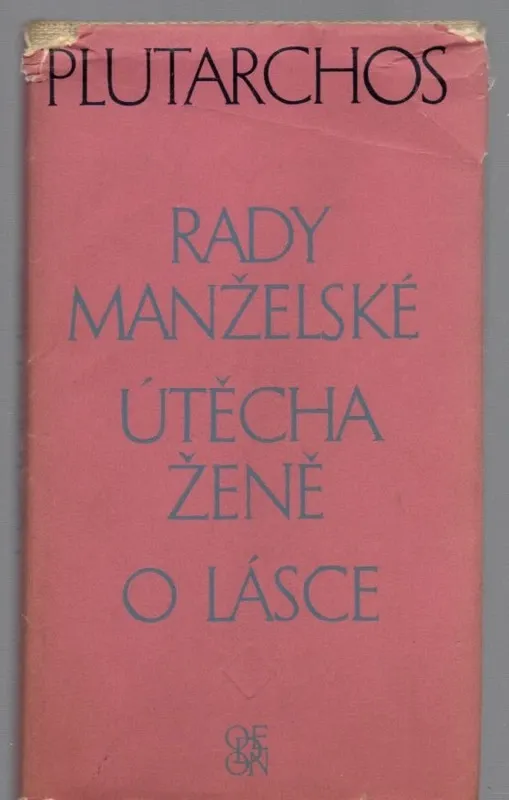 PLUTARCHOS
RADY
MANŽELSKÉ
ÚTĚCHA
ŽENĚ
O LÁSCE
ODEON